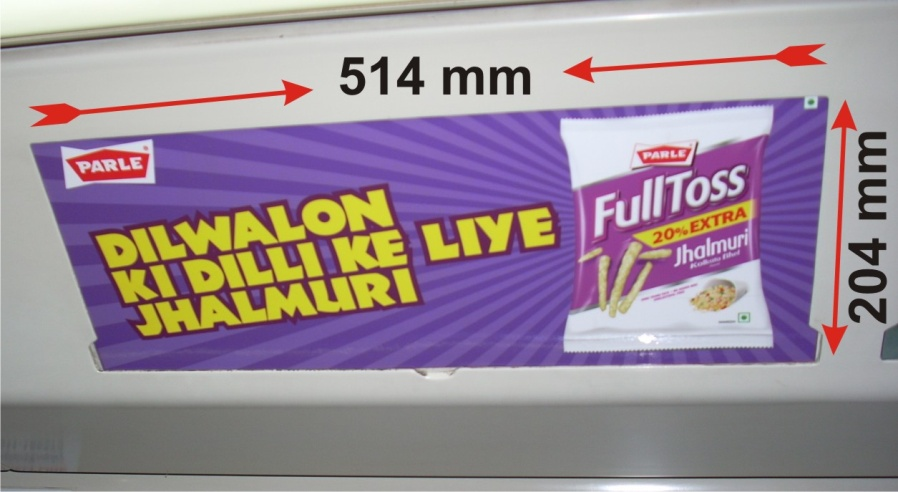 514 mm
204 mm
PARLE
DILWALON
KI DILLI KE LIYE
JHALMURI
PARLE
FullToss
20% EXTRA
Jhalmuri